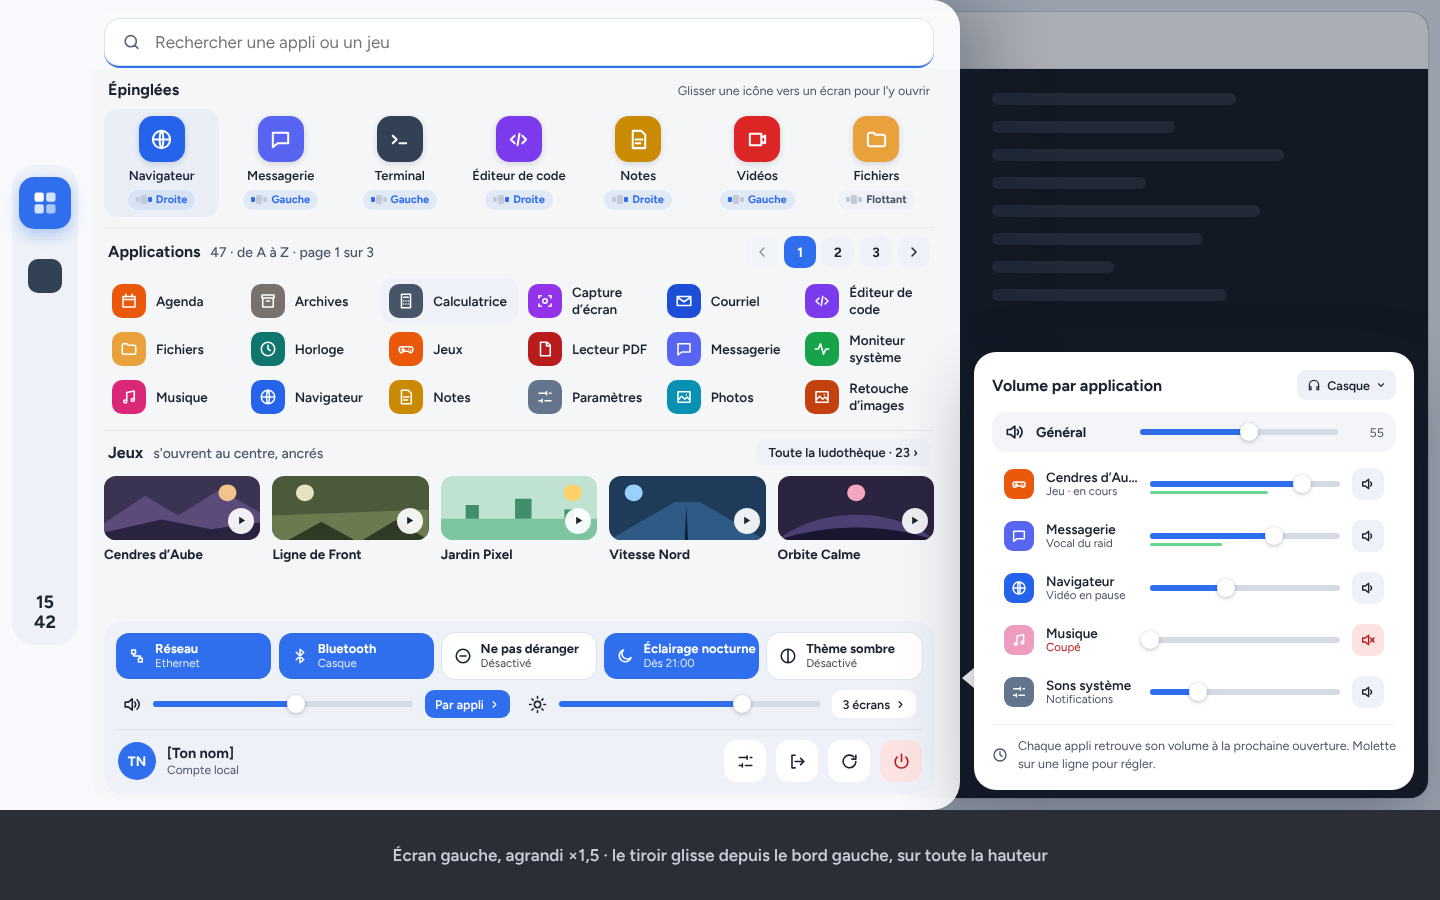 Rechercher une appli ou un jeu
Épinglées
Glisser une icône vers un écran pour l'y ouvrir
Navigateur
Messagerie
Terminal
Éditeur de code
Notes
Vidéos
Fichiers
Droite
Gauche
Gauche
Droite
Droite
Gauche
Flottant
Applications
47 · de A à Z · page 1 sur 3
1
2
3
Agenda
Archives
Calculatrice
Capture
d’écran
Courriel
Éditeur de
code
Fichiers
Horloge
Jeux
Lecteur PDF
Messagerie
Moniteur
système
Musique
Navigateur
Notes
Paramètres
Photos
Retouche
d’images
Jeux
s'ouvrent au centre, ancrés
Toute la ludothèque · 23 ›
Cendres d’Aube
Ligne de Front
Jardin Pixel
Vitesse Nord
Orbite Calme
15
42
Réseau
Ethernet
Bluetooth
Casque
Ne pas déranger
Désactivé
Éclairage nocturne
Dès 21:00
Thème sombre
Désactivé
Par appli
3 écrans
TN
[Ton nom]
Compte local
Volume par application
Casque
Général
55
Cendres d’Au...
Jeu · en cours
Messagerie
Vocal du raid
Navigateur
Vidéo en pause
Musique
Coupé
Sons système
Notifications
Chaque appli retrouve son volume à la prochaine ouverture. Molette
sur une ligne pour régler.
Écran gauche, agrandi ×1,5 · le tiroir glisse depuis le bord gauche, sur toute la hauteur